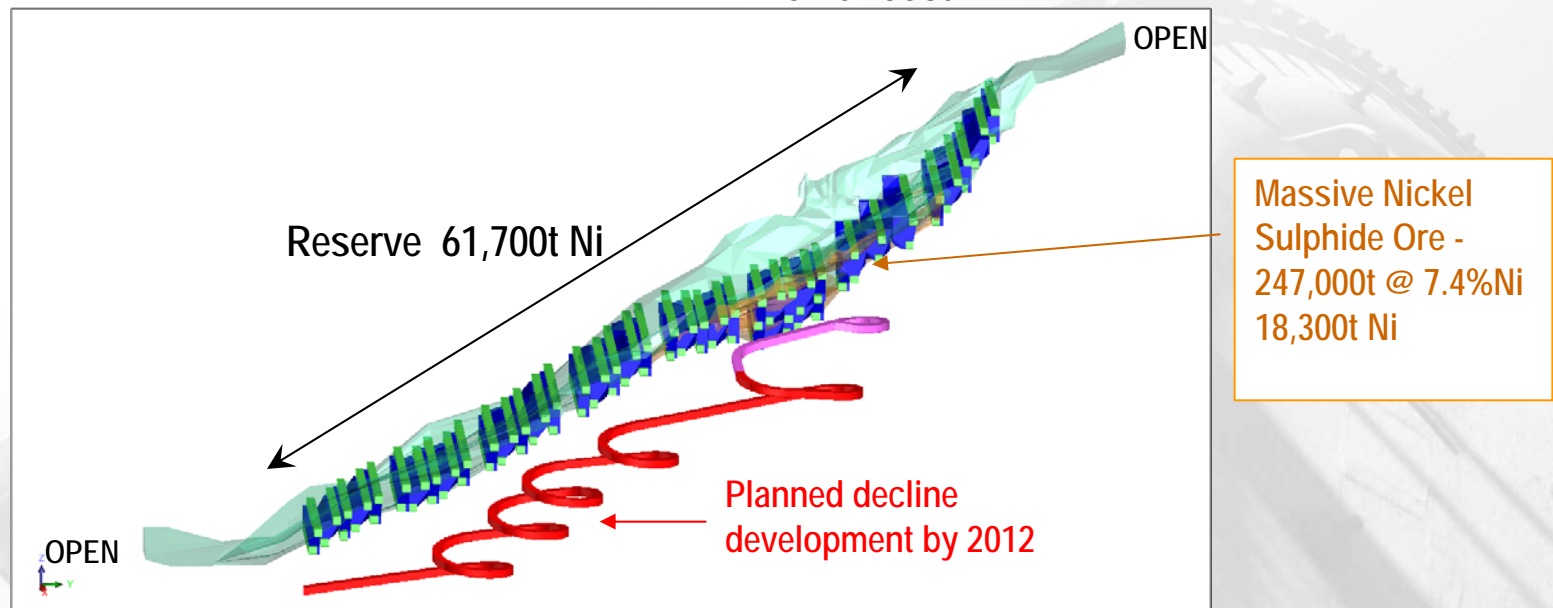 OPEN
Reserve 61,700t Ni
Massive Nickel
Sulphide Ore -
247,000t @ 7.4%Ni
18,300t Ni
Planned decline
development by 2012
OPEN
Z
Y
X